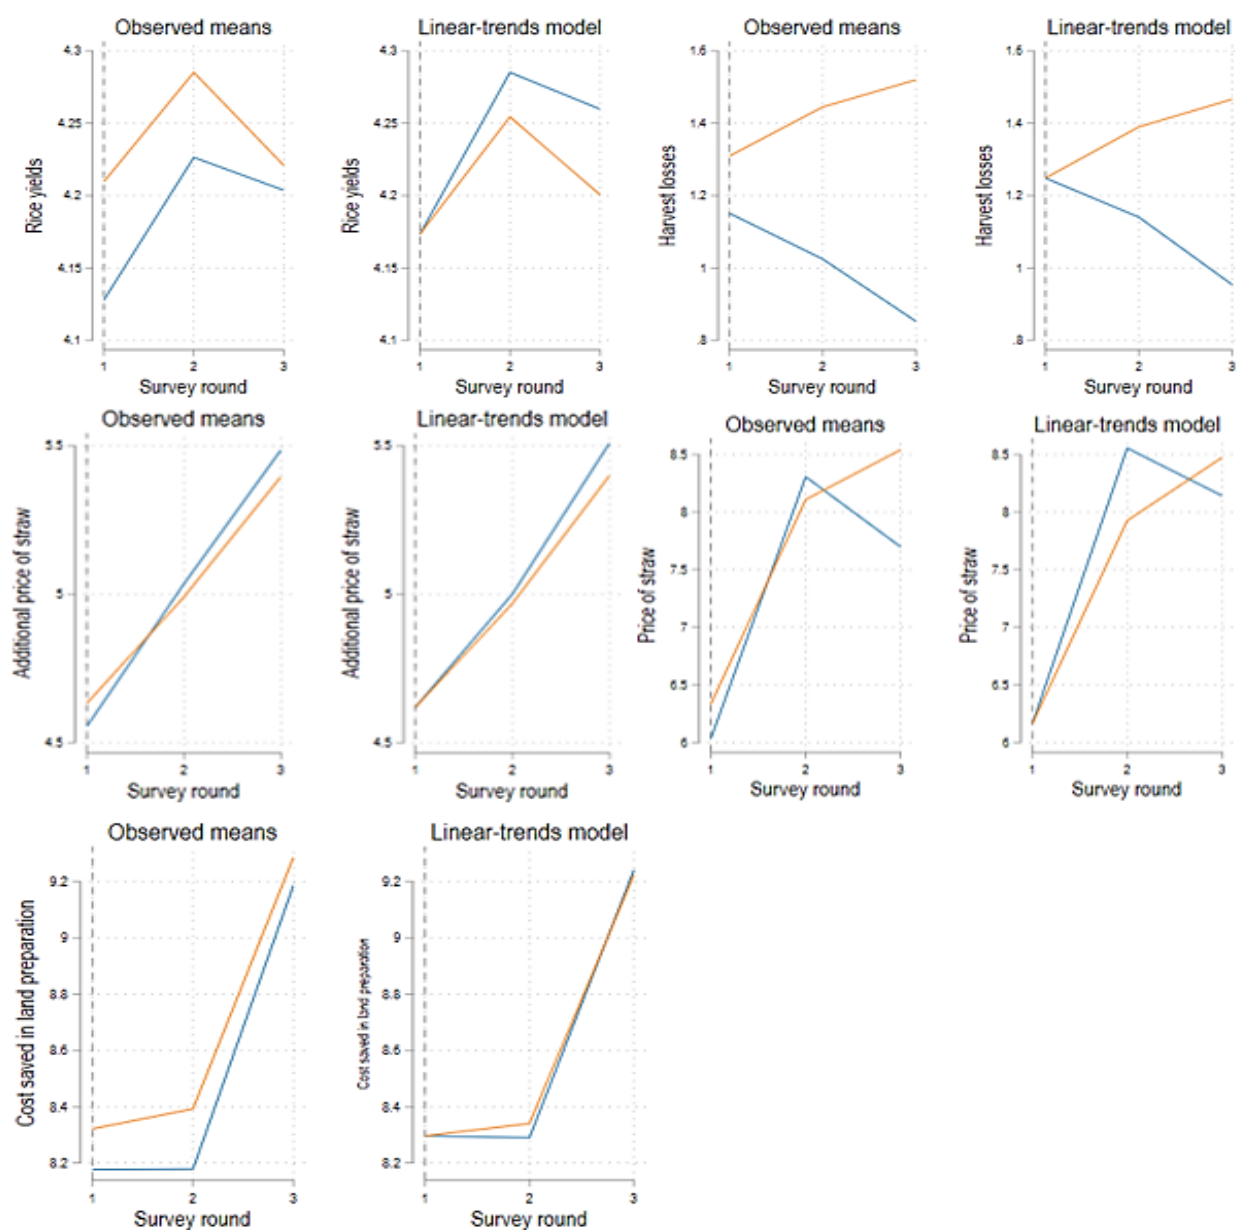 Observed means
4.3
4.25
4.2
4.15
4.1
Rice yields
1 2 3
Survey round
Linear-trends model
4.3
4.25
4.2
4.15
4.1
Rice yields
1 2 3
Survey round
Observed means
1.6
1.4
1.2
1
.8
Harvest losses
1 2 3
Survey round
Linear-trends model
1.6
1.4
1.2
1
.8
Harvest losses
1 2 3
Survey round
Observed means
5.5
5
4.5
Additional price of straw
1 2 3
Survey round
Linear-trends model
5.5
5
4.5
Additional price of straw
1 2 3
Survey round
Observed means
8.5
8
7.5
7
6.5
6
Price of straw
1 2 3
Survey round
Linear-trends model
8.5
8
7.5
7
6.5
6
Price of straw
1 2 3
Survey round
Observed means
9.2
9
8.8
8.6
8.4
8.2
Cost saved in land preparation
1 2 3
Survey round
Linear-trends model
9.2
9
8.8
8.6
8.4
8.2
Cost saved in land preparation
1 2 3
Survey round